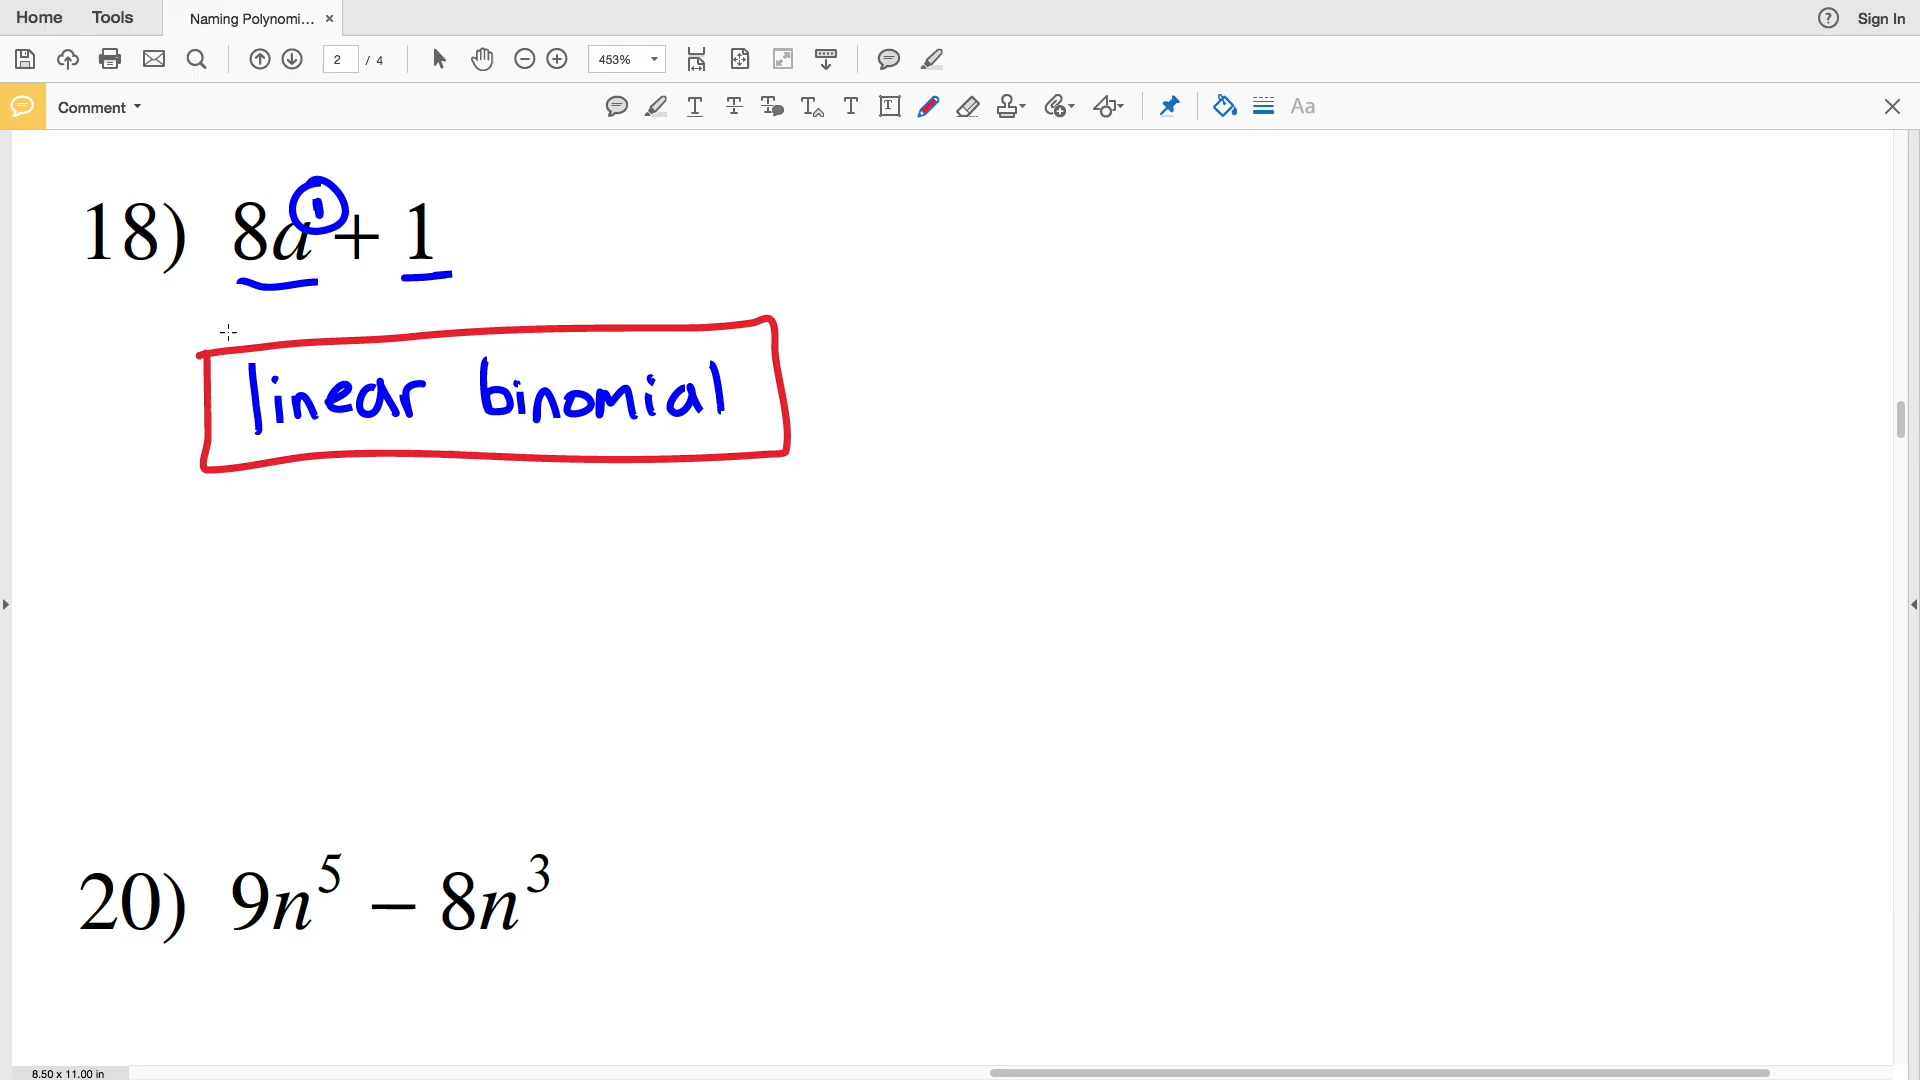 Home Tools Naming Polynomi... × ? Sign In
2 / 4 453%
Comment T T T T T T Aa
18) 8a¹ + 1
linear binomial
20) 9n⁵ − 8n³
8.50 x 11.00 in